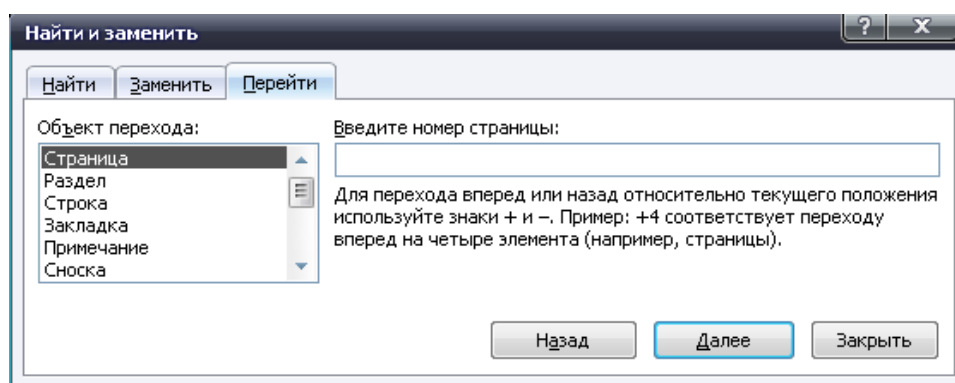 Найти и заменить
Найти Заменить Перейти
Объект перехода:
Страница
Раздел
Строка
Закладка
Примечание
Сноска
Введите номер страницы:
Для перехода вперед или назад относительно текущего положения
используйте знаки + и –. Пример: +4 соответствует переходу
вперед на четыре элемента (например, страницы).
Назад Далее Закрыть